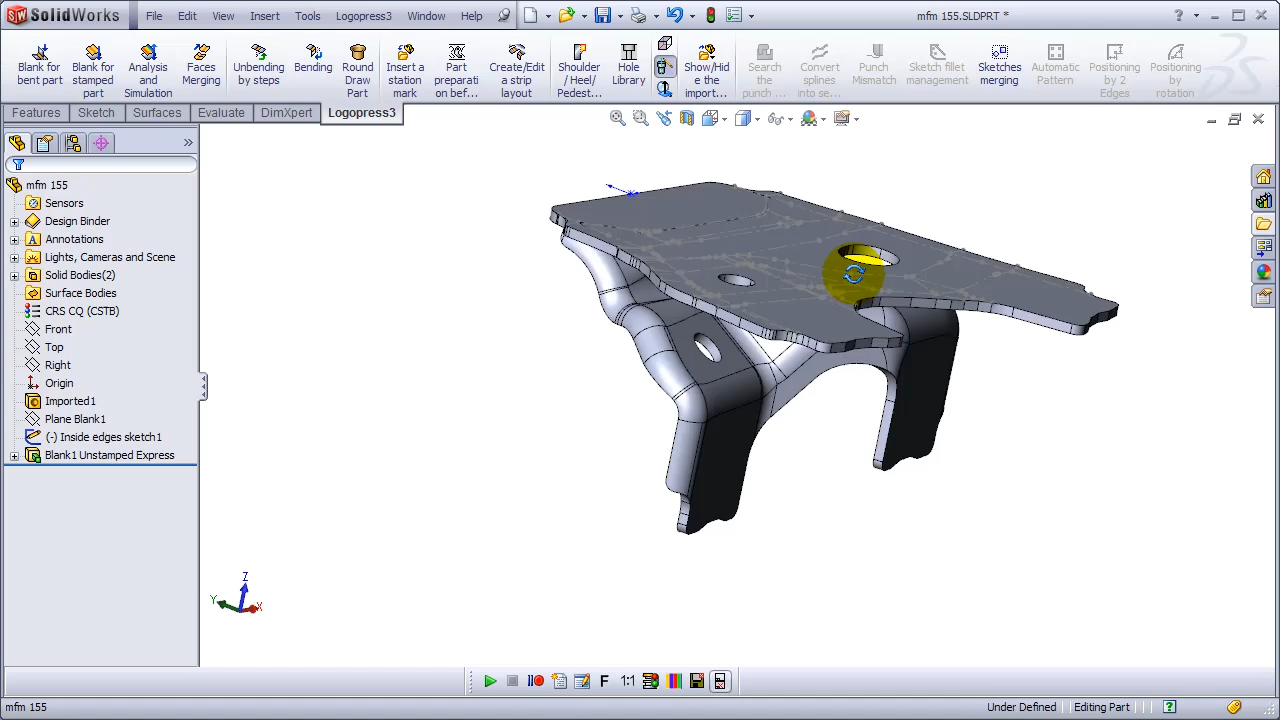 SW SolidWorks File Edit View Insert Tools Logopress3 Window Help mfm 155.SLDPRT *
Blank for bent part
Blank for stamped part
Analysis and Simulation
Faces Merging
Unbending by steps
Bending
Round Draw Part
Insert a station mark
Part preparati on bef...
Create/Edit a strip layout
Shoulder / Heel/ Pedest...
Hole Library
Show/Hid e the import...
Search the punch ...
Convert splines into se...
Punch Mismatch
Sketch fillet management
Sketches merging
Automatic Pattern
Positioning by 2 Edges
Positioning by rotation
Features Sketch Surfaces Evaluate DimXpert Logopress3
mfm 155
Sensors
Design Binder
Annotations
Lights, Cameras and Scene
Solid Bodies(2)
Surface Bodies
CRS CQ (CSTB)
Front
Top
Right
Origin
Imported1
Plane Blank1
(-) Inside edges sketch1
Blank1 Unstamped Express
Z
Y
X
F 1:1
mfm 155 Under Defined Editing Part